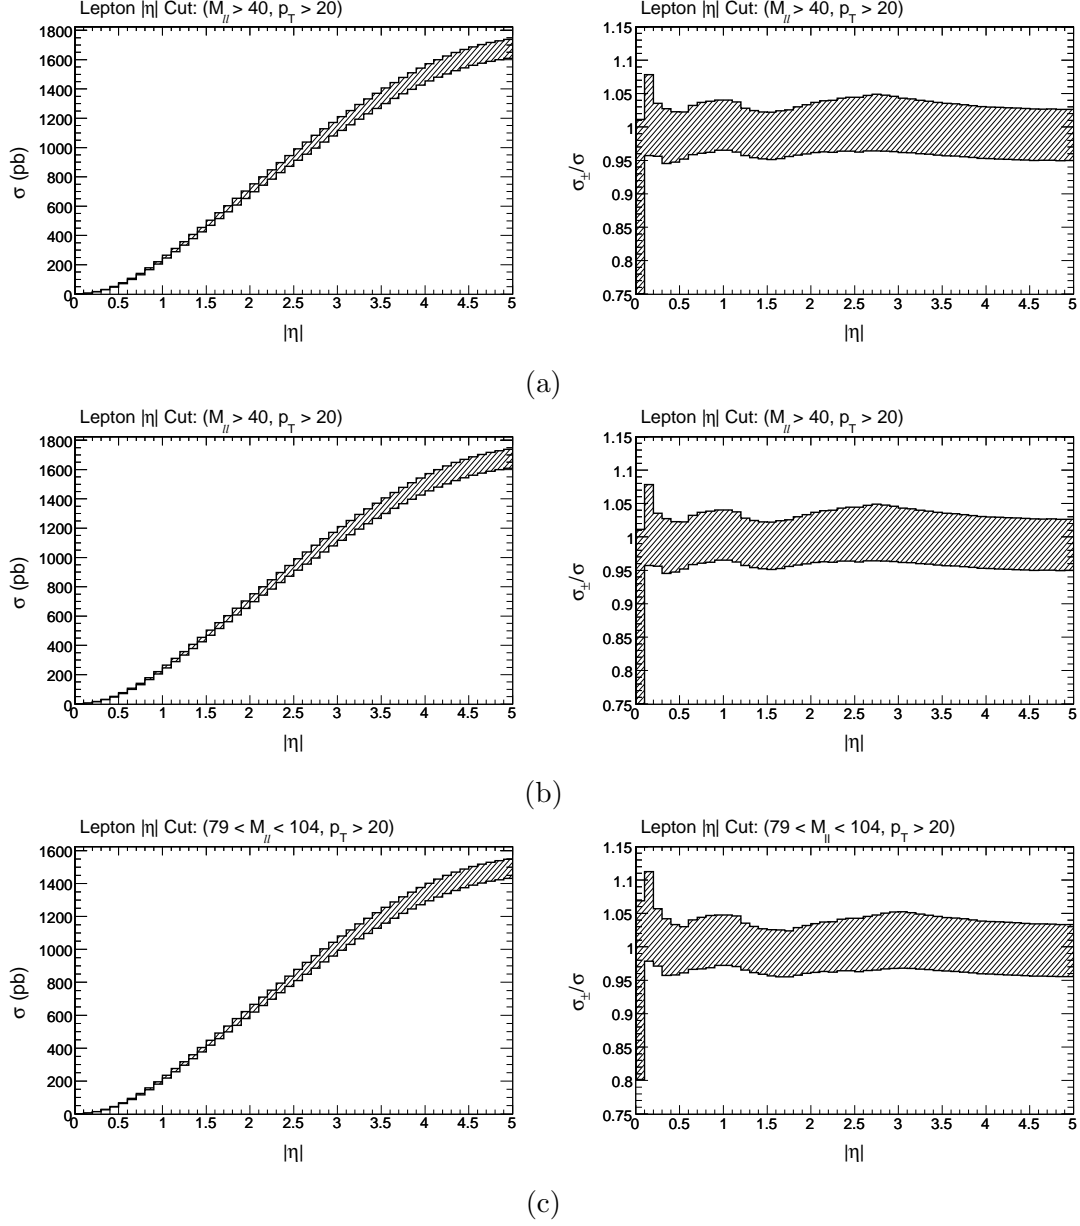 Lepton |η| Cut: (M_ll > 40, p_T > 20)
σ (pb)
0 200 400 600 800 1000 1200 1400 1600 1800
0 0.5 1 1.5 2 2.5 3 3.5 4 4.5 5
|η|
Lepton |η| Cut: (M_ll > 40, p_T > 20)
σ±/σ
0.75 0.8 0.85 0.9 0.95 1 1.05 1.1 1.15
0 0.5 1 1.5 2 2.5 3 3.5 4 4.5 5
|η|
(a)
Lepton |η| Cut: (M_ll > 40, p_T > 20)
σ (pb)
0 200 400 600 800 1000 1200 1400 1600 1800
0 0.5 1 1.5 2 2.5 3 3.5 4 4.5 5
|η|
Lepton |η| Cut: (M_ll > 40, p_T > 20)
σ±/σ
0.75 0.8 0.85 0.9 0.95 1 1.05 1.1 1.15
0 0.5 1 1.5 2 2.5 3 3.5 4 4.5 5
|η|
(b)
Lepton |η| Cut: (79 < M_ll < 104, p_T > 20)
σ (pb)
0 200 400 600 800 1000 1200 1400 1600
0 0.5 1 1.5 2 2.5 3 3.5 4 4.5 5
|η|
Lepton |η| Cut: (79 < M_ll < 104, p_T > 20)
σ±/σ
0.75 0.8 0.85 0.9 0.95 1 1.05 1.1 1.15
0 0.5 1 1.5 2 2.5 3 3.5 4 4.5 5
|η|
(c)